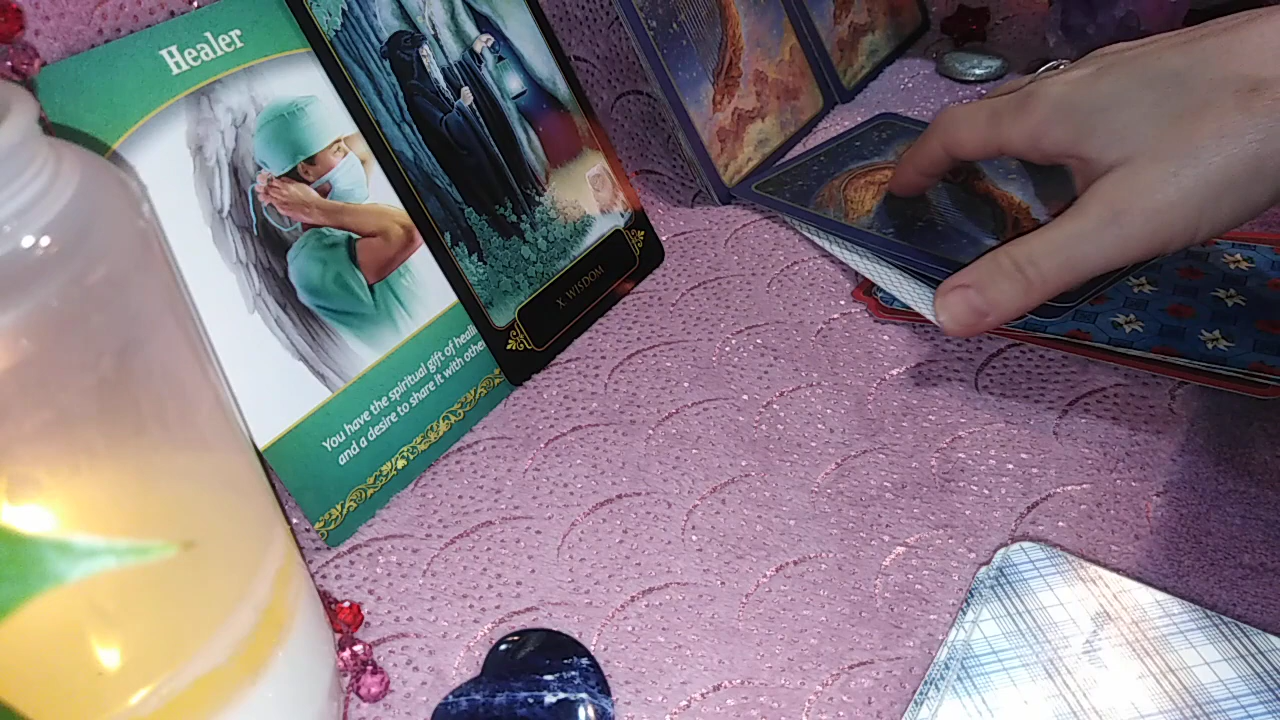 Healer
You have the spiritual gift of heali
and a desire to share it with othe
X. WISDOM